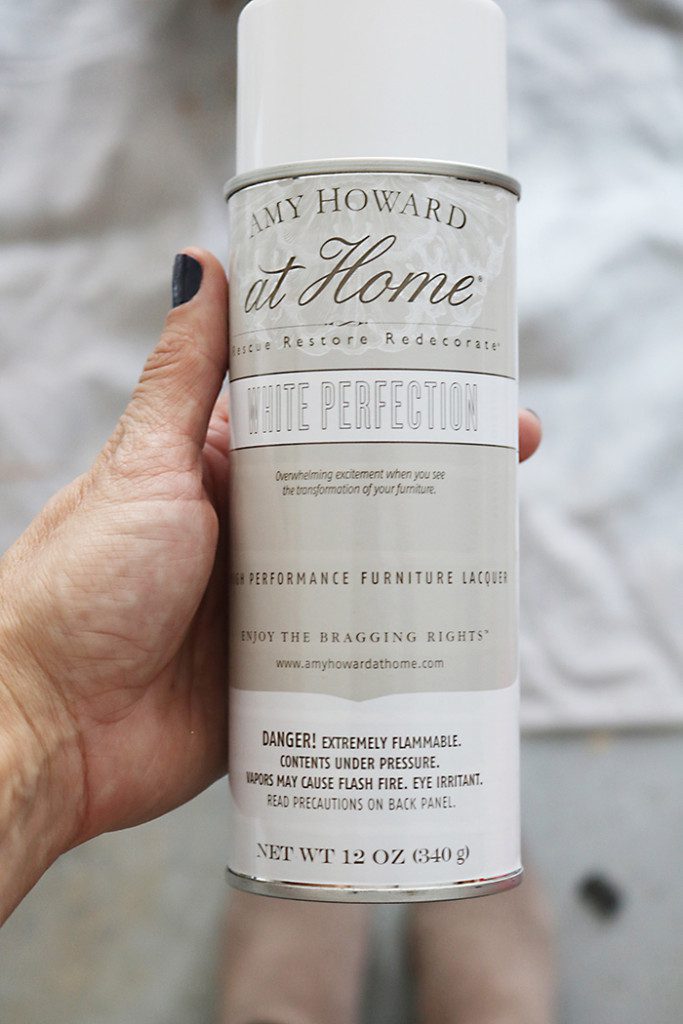 AMY HOWARD
at Home®
Rescue Restore Redecorate®
WHITE PERFECTION
Overwhelming excitement when you see
the transformation of your furniture.
HIGH PERFORMANCE FURNITURE LACQUER
ENJOY THE BRAGGING RIGHTS™
www.amyhowardathome.com
DANGER! EXTREMELY FLAMMABLE.
CONTENTS UNDER PRESSURE.
VAPORS MAY CAUSE FLASH FIRE. EYE IRRITANT.
READ PRECAUTIONS ON BACK PANEL.
NET WT 12 OZ (340 g)